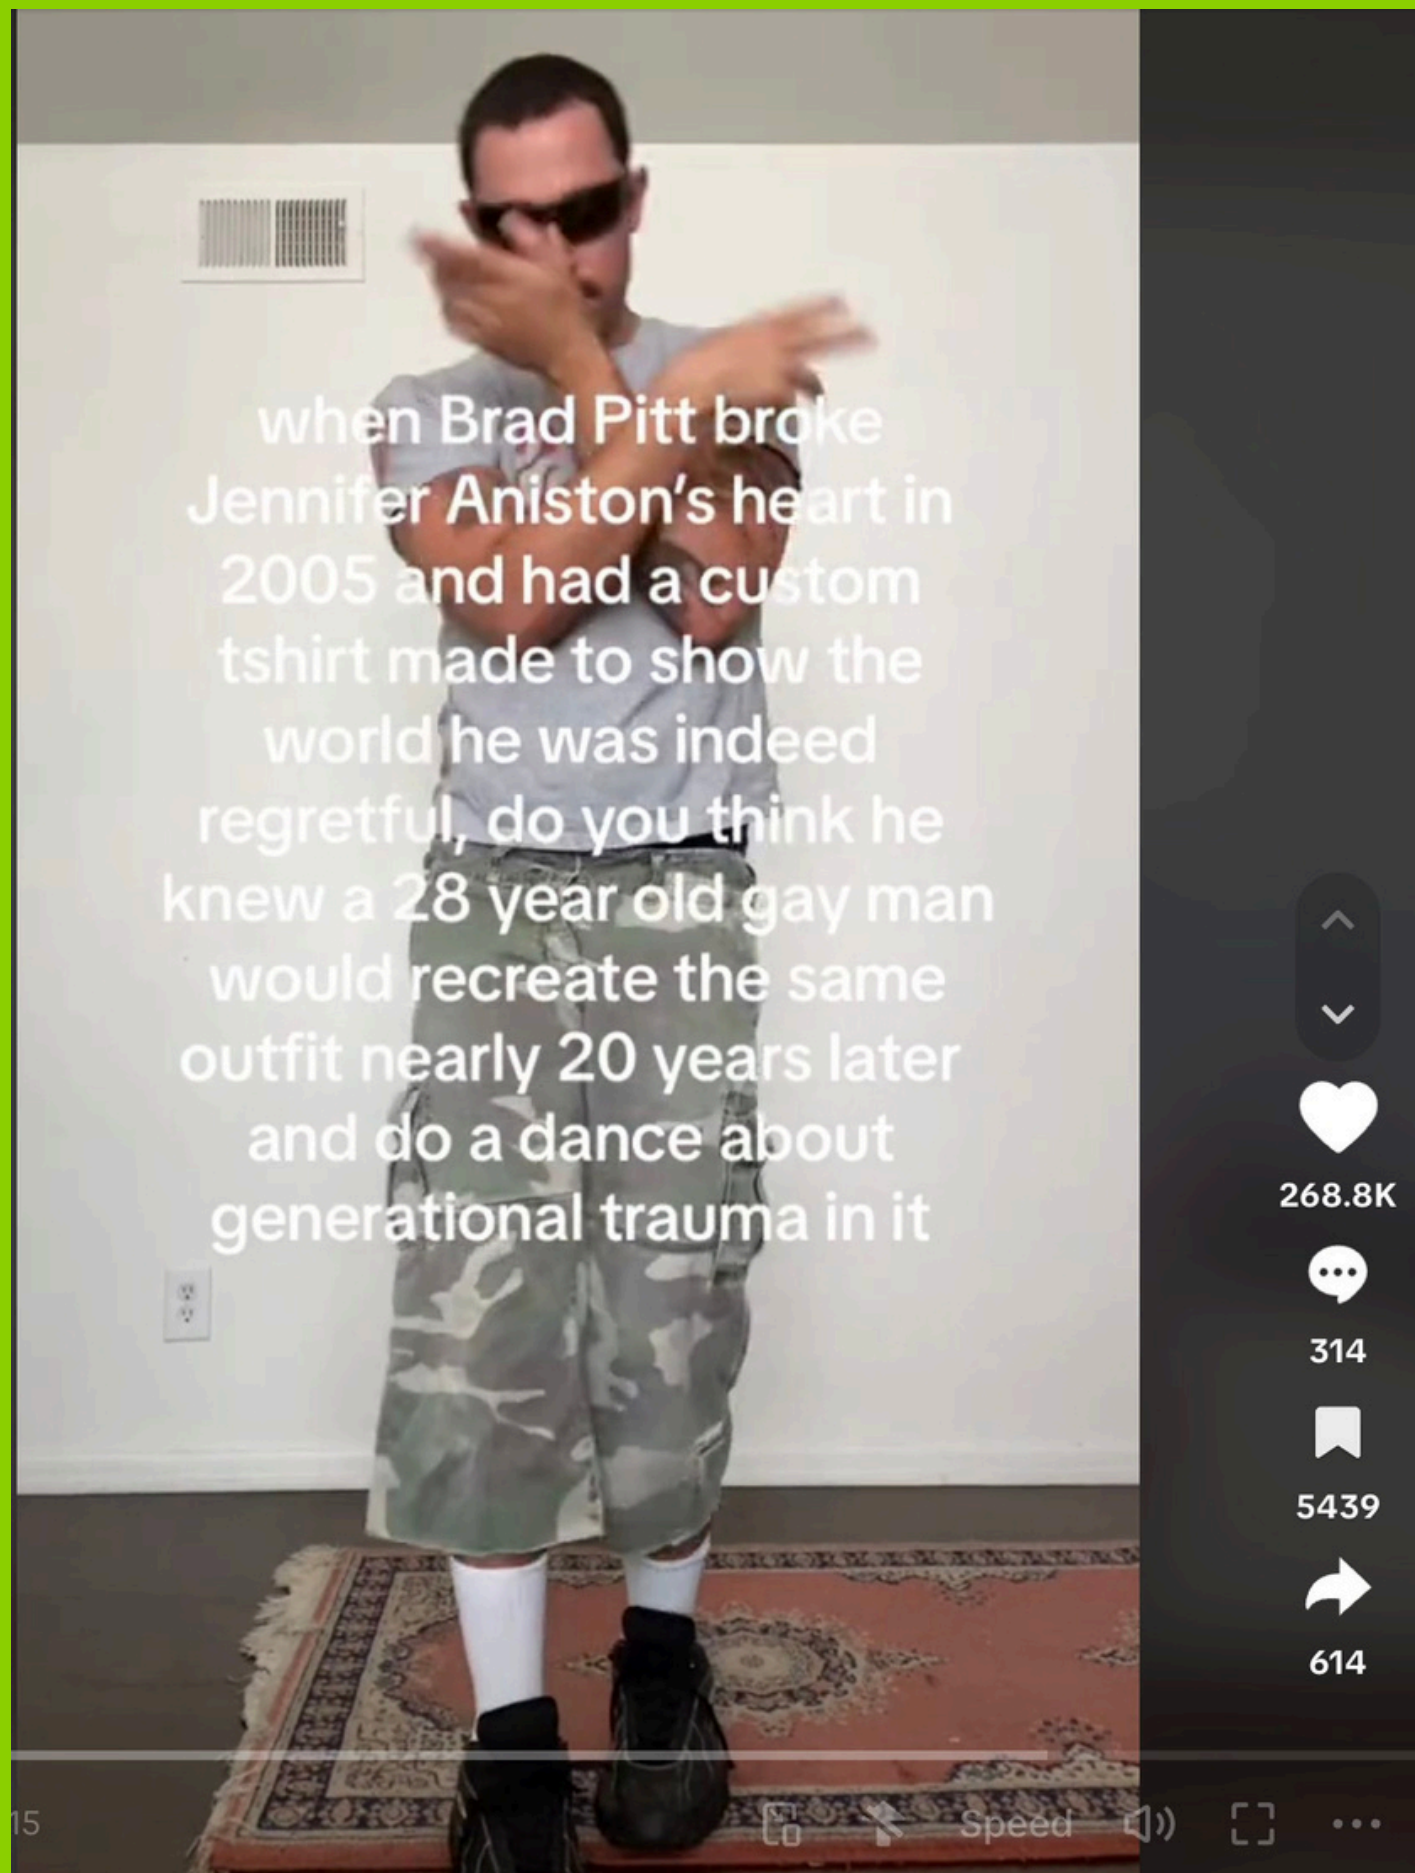 when Brad Pitt broke
Jennifer Aniston's heart in
2005 and had a custom
tshirt made to show the
world he was indeed
regretful, do you think he
knew a 28 year old gay man
would recreate the same
outfit nearly 20 years later
and do a dance about
generational trauma in it
268.8K
314
5439
614
15
Speed